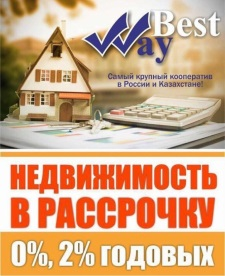 Best
Way
Самый крупный кооператив
в России и Казахстане!
НЕДВИЖИМОСТЬ
В РАССРОЧКУ
0%, 2% ГОДОВЫХ